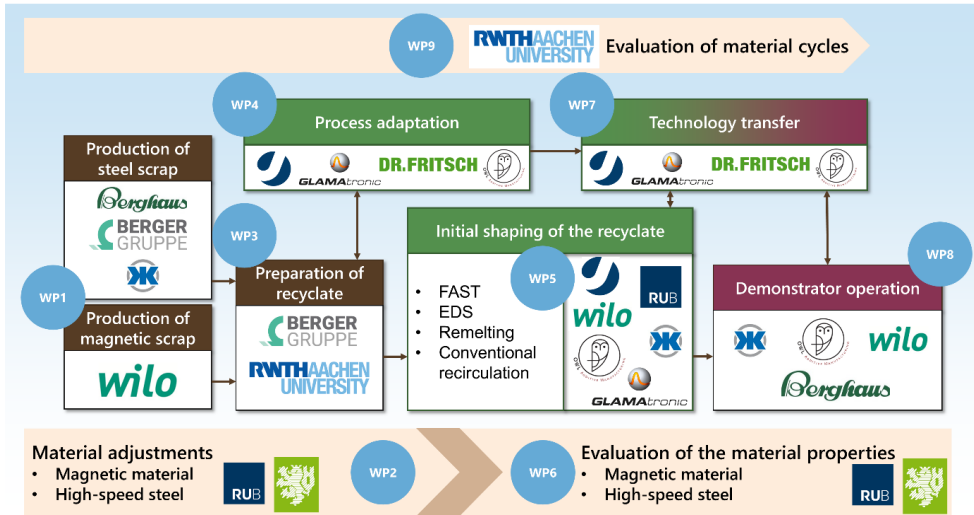 WP9
RWTHAACHEN
UNIVERSITY
Evaluation of material cycles
WP4
Process adaptation
GLAMAtronic
DR.FRITSCH
WP7
Technology transfer
GLAMAtronic
DR.FRITSCH
Production of
steel scrap
Berghaus
BERGER
GRUPPE
WP1
Production of
magnetic scrap
wilo
WP3
Preparation of
recyclate
BERGER
GRUPPE
RWTHAACHEN
UNIVERSITY
Initial shaping of the recyclate
• FAST
• EDS
• Remelting
• Conventional
recirculation
WP5
RUB
wilo
GLAMAtronic
WP8
Demonstrator operation
wilo
Berghaus
Material adjustments
• Magnetic material
• High-speed steel
RUB
WP2
WP6
Evaluation of the material properties
• Magnetic material
• High-speed steel
RUB